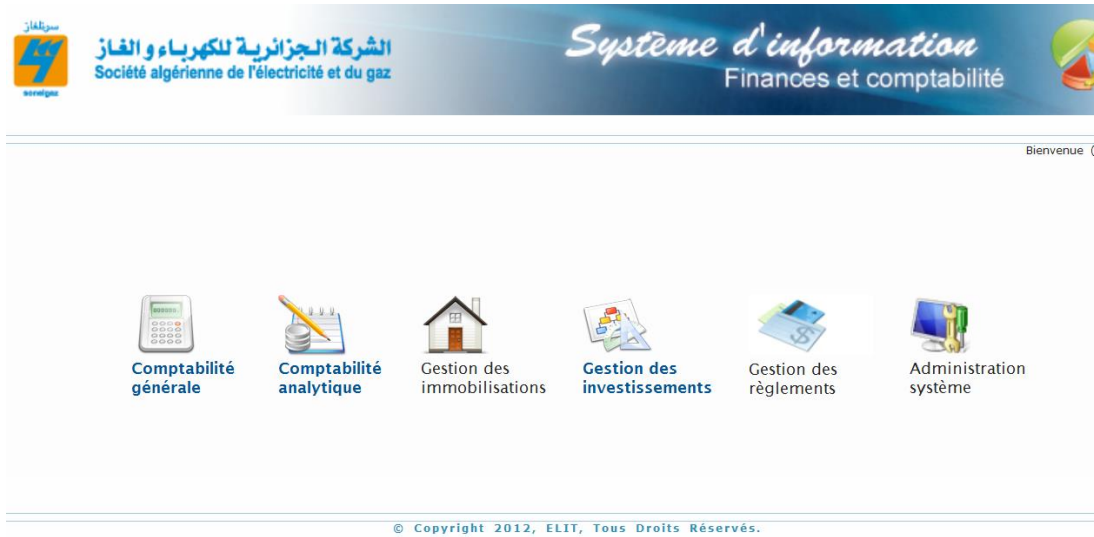 سونلغاز
sonelgaz
الشركة الجزائرية للكهرباء و الغاز
Société algérienne de l'électricité et du gaz
Système d'information
Finances et comptabilité
Bienvenue (
Comptabilité
générale
Comptabilité
analytique
Gestion des
immobilisations
Gestion des
investissements
Gestion des
règlements
Administration
système
© Copyright 2012, ELIT, Tous Droits Réservés.